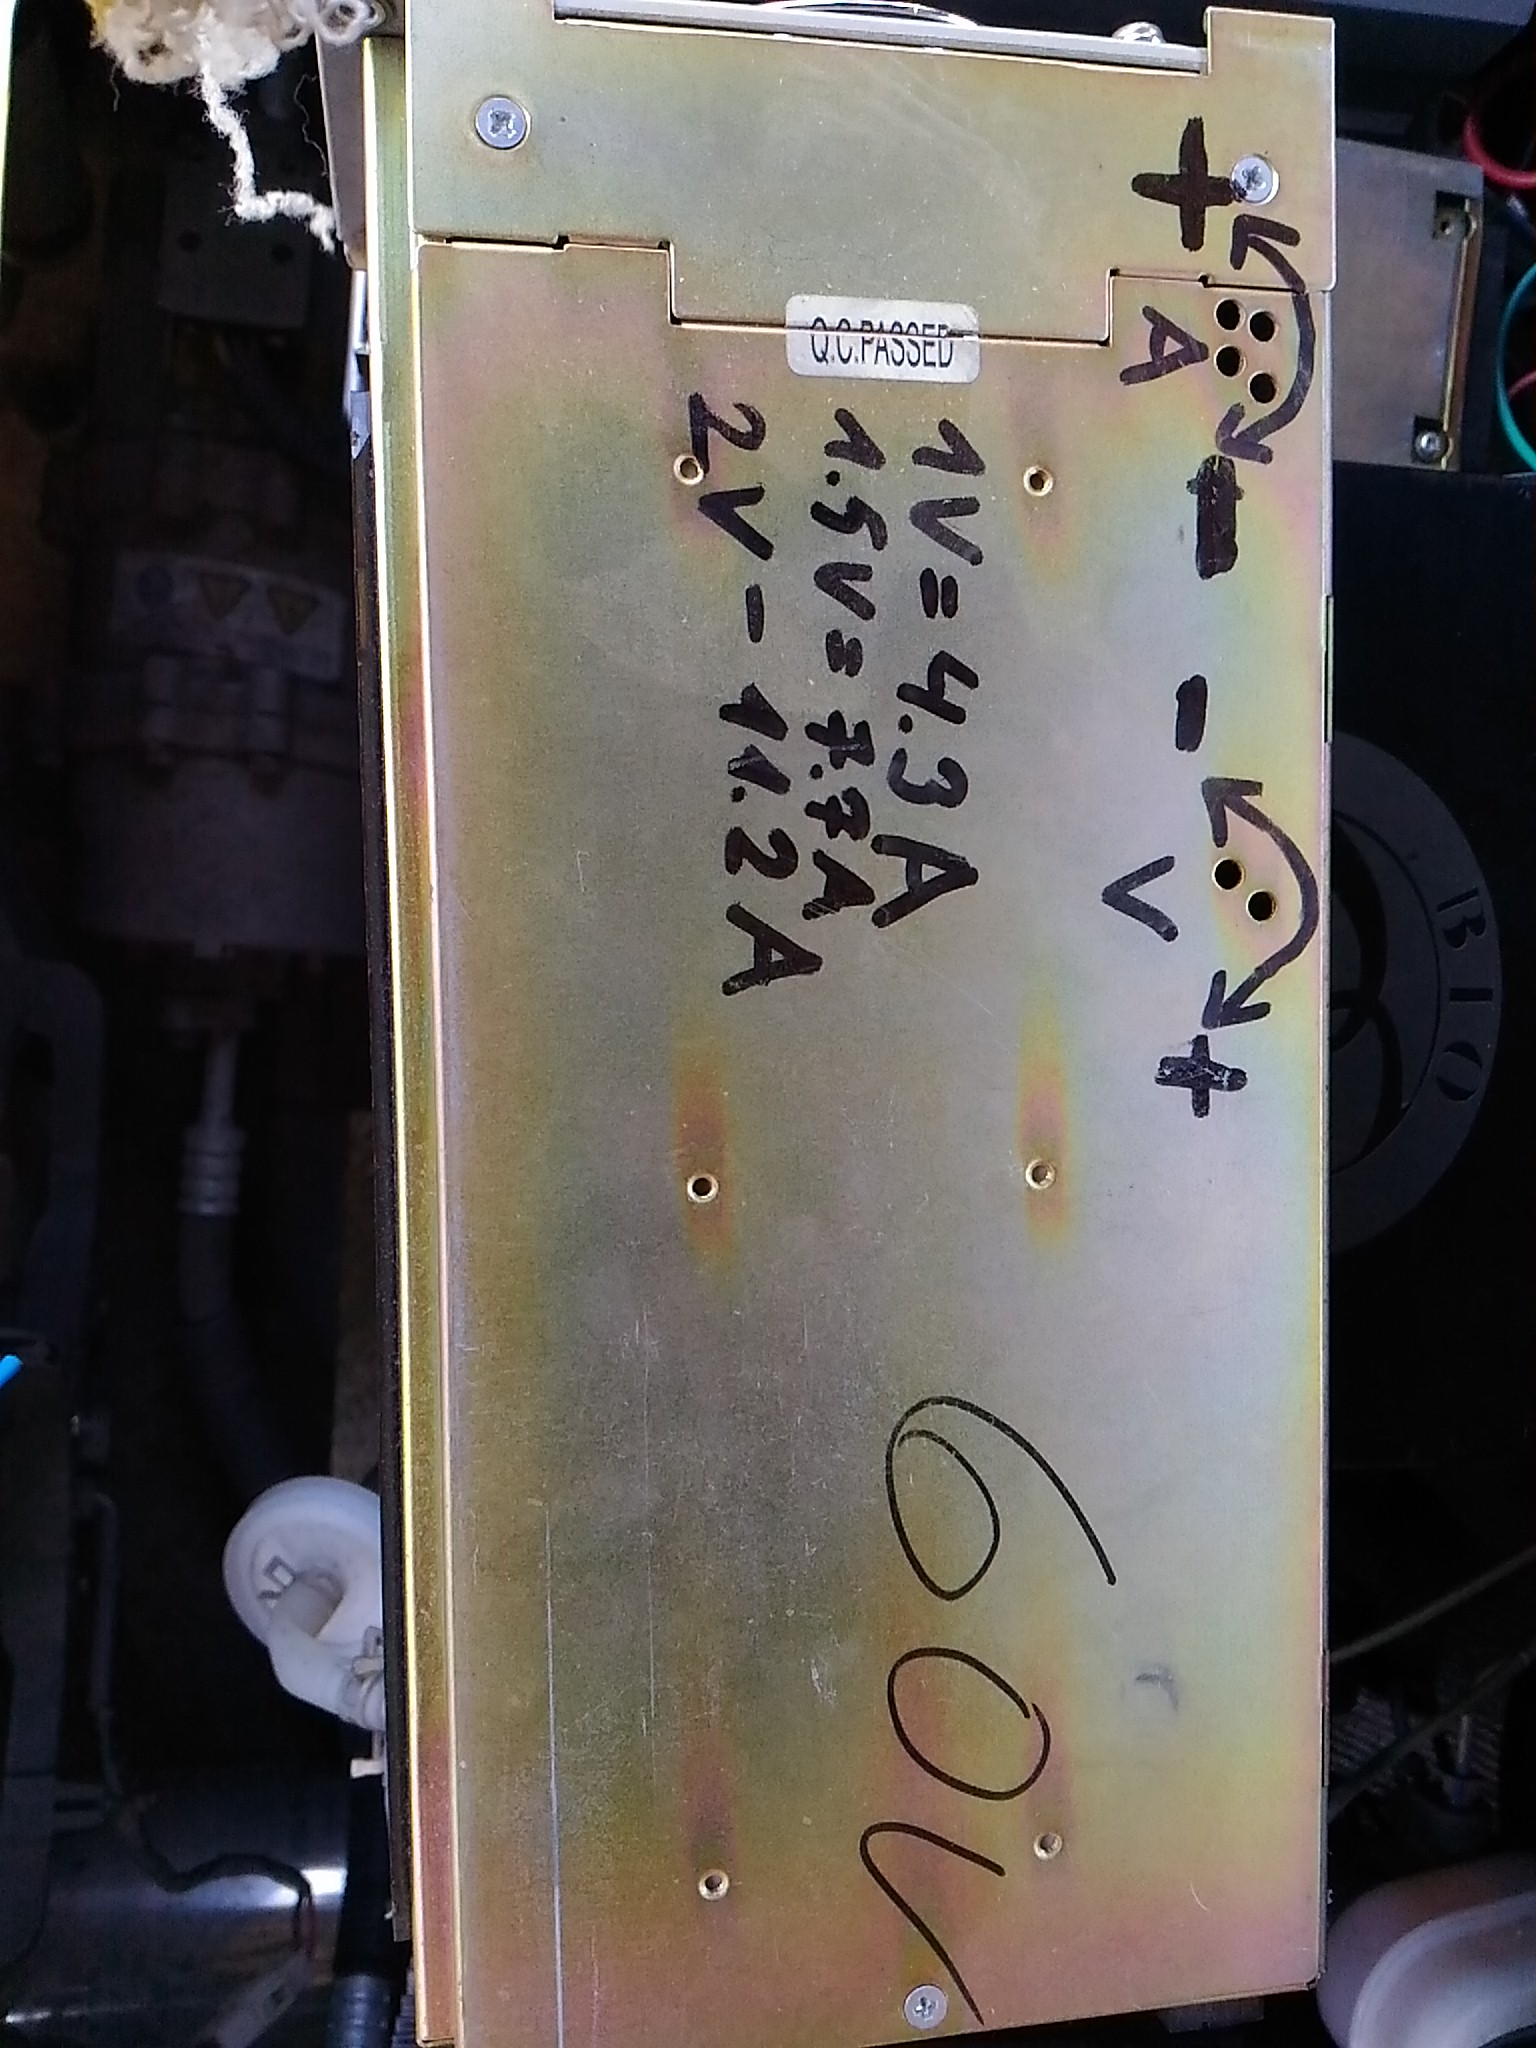 + A -
- V +
Q.C.PASSED
1V = 4.3A
1.5V = 7.7A
2V - 11.2A
60V
BIO